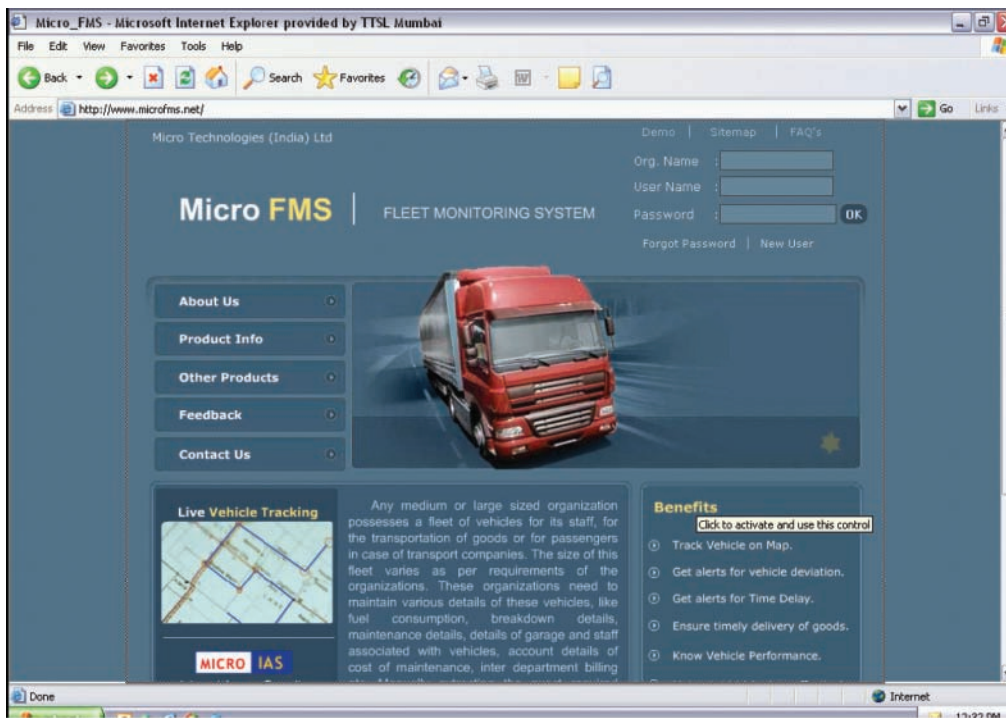 Micro_FMS - Microsoft Internet Explorer provided by TTSL Mumbai
File Edit View Favorites Tools Help
Back Search Favorites
Address http://www.microfms.net/ Go Links
Micro Technologies (India) Ltd
Demo | Sitemap | FAQ's
Org. Name :
User Name :
Password : OK
Forgot Password | New User
Micro FMS | FLEET MONITORING SYSTEM
About Us
Product Info
Other Products
Feedback
Contact Us
Live Vehicle Tracking
MICRO IAS
Any medium or large sized organization
possesses a fleet of vehicles for its staff, for
the transportation of goods or for passengers
in case of transport companies. The size of this
fleet varies as per requirements of the
organizations. These organizations need to
maintain various details of these vehicles, like
fuel consumption, breakdown details,
maintenance details, details of garage and staff
associated with vehicles, account details of
cost of maintenance, inter department billing
Benefits
Click to activate and use this control
Track Vehicle on Map.
Get alerts for vehicle deviation.
Get alerts for Time Delay.
Ensure timely delivery of goods.
Know Vehicle Performance.
Done Internet
12:32 PM